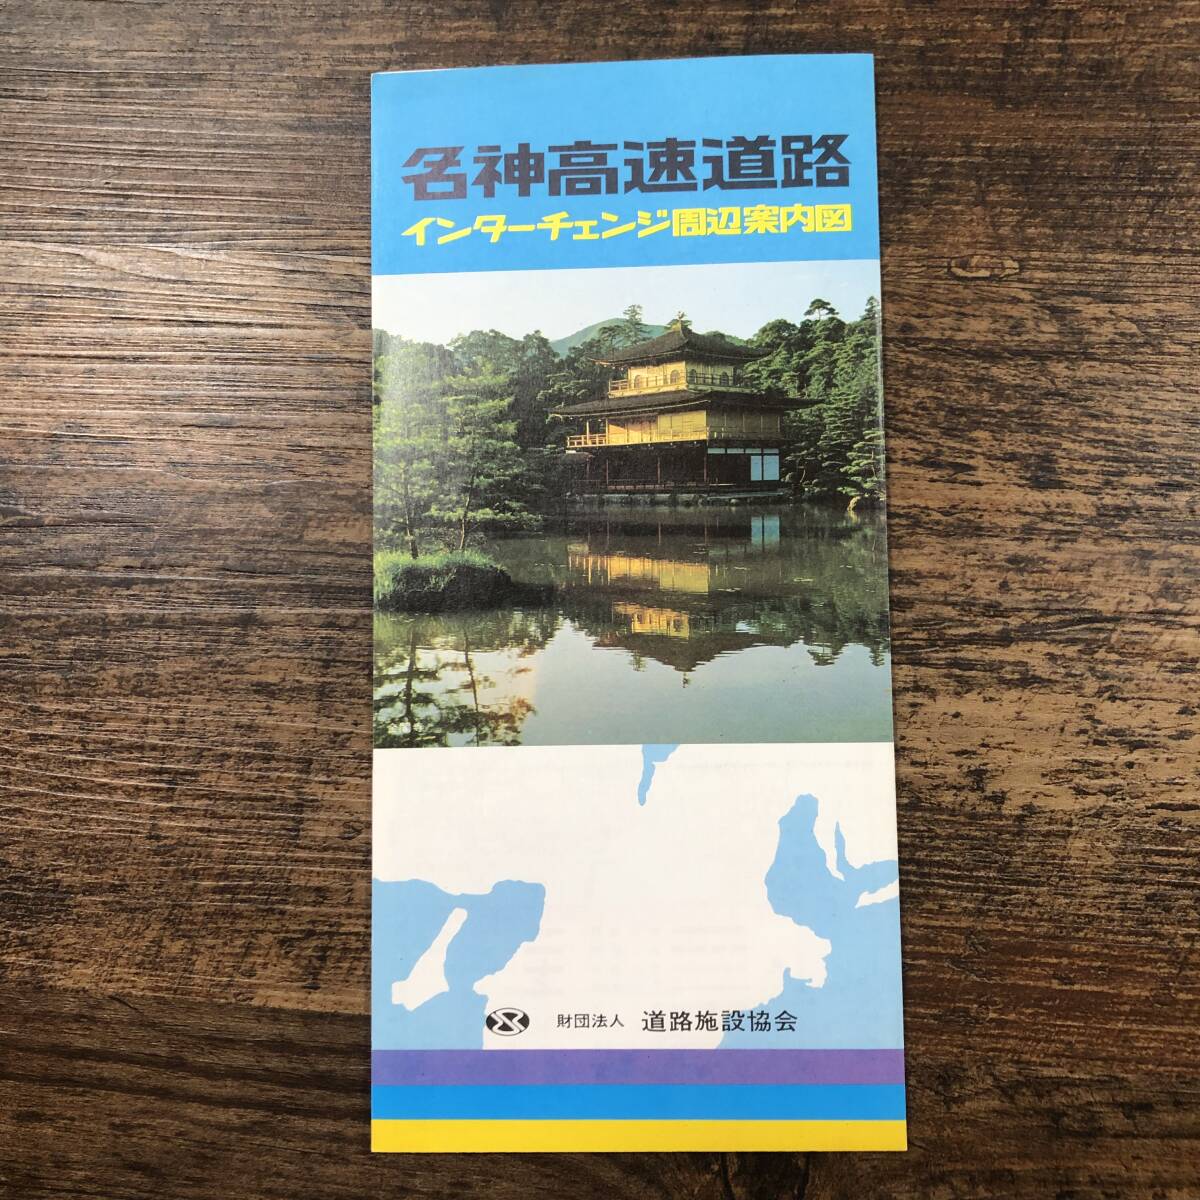 名神高速道路
インターチェンジ周辺案内図
財団法人 道路施設協会